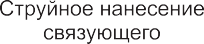 Струйное нанесение
связующего